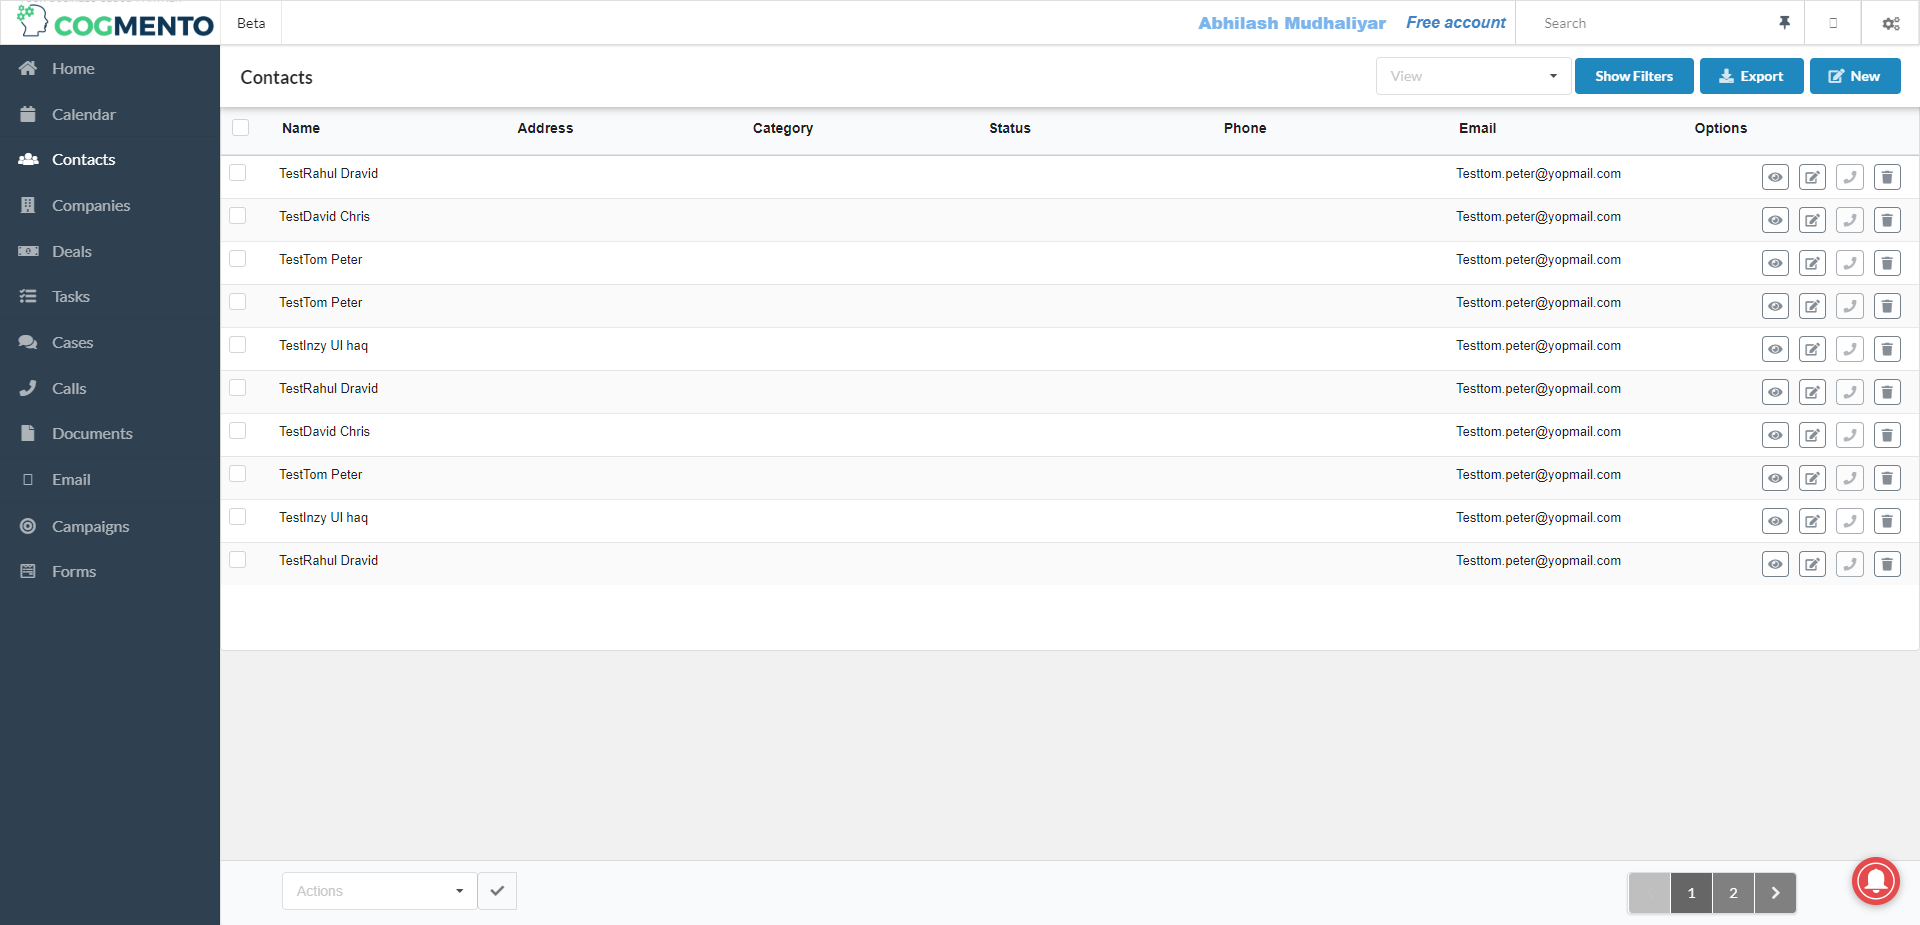 COGMENTO
Beta
Abhilash Mudhaliyar
Free account
Search
Home
Calendar
Contacts
Companies
Deals
Tasks
Cases
Calls
Documents
Email
Campaigns
Forms
Contacts
View
Show Filters
Export
New
Name Address Category Status Phone Email Options
TestRahul Dravid Testtom.peter@yopmail.com
TestDavid Chris Testtom.peter@yopmail.com
TestTom Peter Testtom.peter@yopmail.com
TestTom Peter Testtom.peter@yopmail.com
TestInzy Ul haq Testtom.peter@yopmail.com
TestRahul Dravid Testtom.peter@yopmail.com
TestDavid Chris Testtom.peter@yopmail.com
TestTom Peter Testtom.peter@yopmail.com
TestInzy Ul haq Testtom.peter@yopmail.com
TestRahul Dravid Testtom.peter@yopmail.com
Actions
1 2